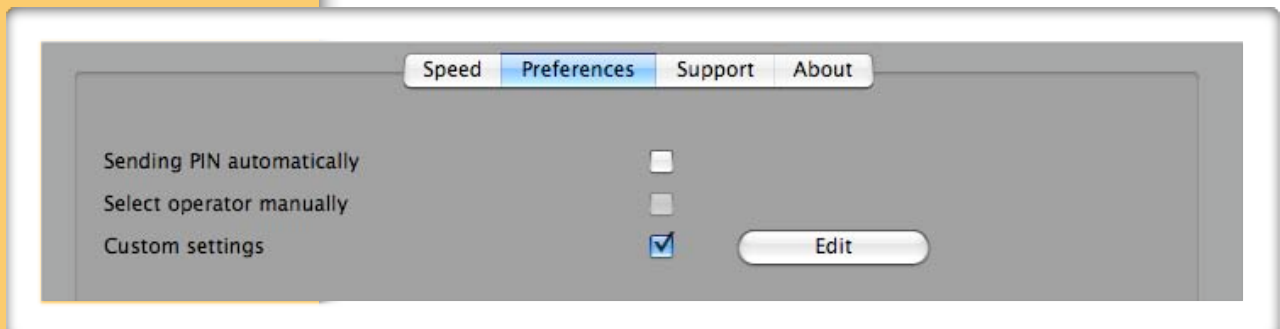 Speed Preferences Support About
Sending PIN automatically
Select operator manually
Custom settings Edit